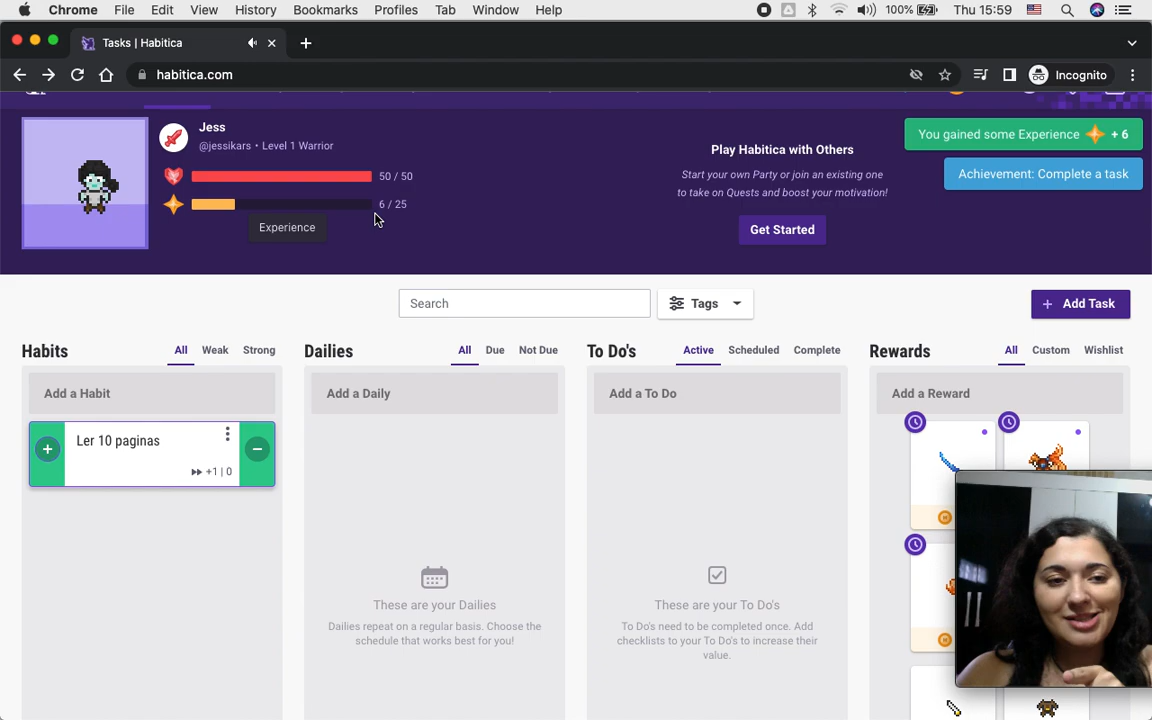 Chrome File Edit View History Bookmarks Profiles Tab Window Help 100% Thu 15:59
Tasks | Habitica
habitica.com Incognito
Jess
@jessikars • Level 1 Warrior
50 / 50
6 / 25
Experience
Play Habitica with Others
Start your own Party or join an existing one
to take on Quests and boost your motivation!
Get Started
You gained some Experience + 6
Achievement: Complete a task
Search Tags + Add Task
Habits All Weak Strong
Add a Habit
Ler 10 paginas
+1 | 0
Dailies All Due Not Due
Add a Daily
These are your Dailies
Dailies repeat on a regular basis. Choose the
schedule that works best for you!
To Do's Active Scheduled Complete
Add a To Do
These are your To Do's
To Do's need to be completed once. Add
checklists to your To Do's to increase their
value.
Rewards All Custom Wishlist
Add a Reward